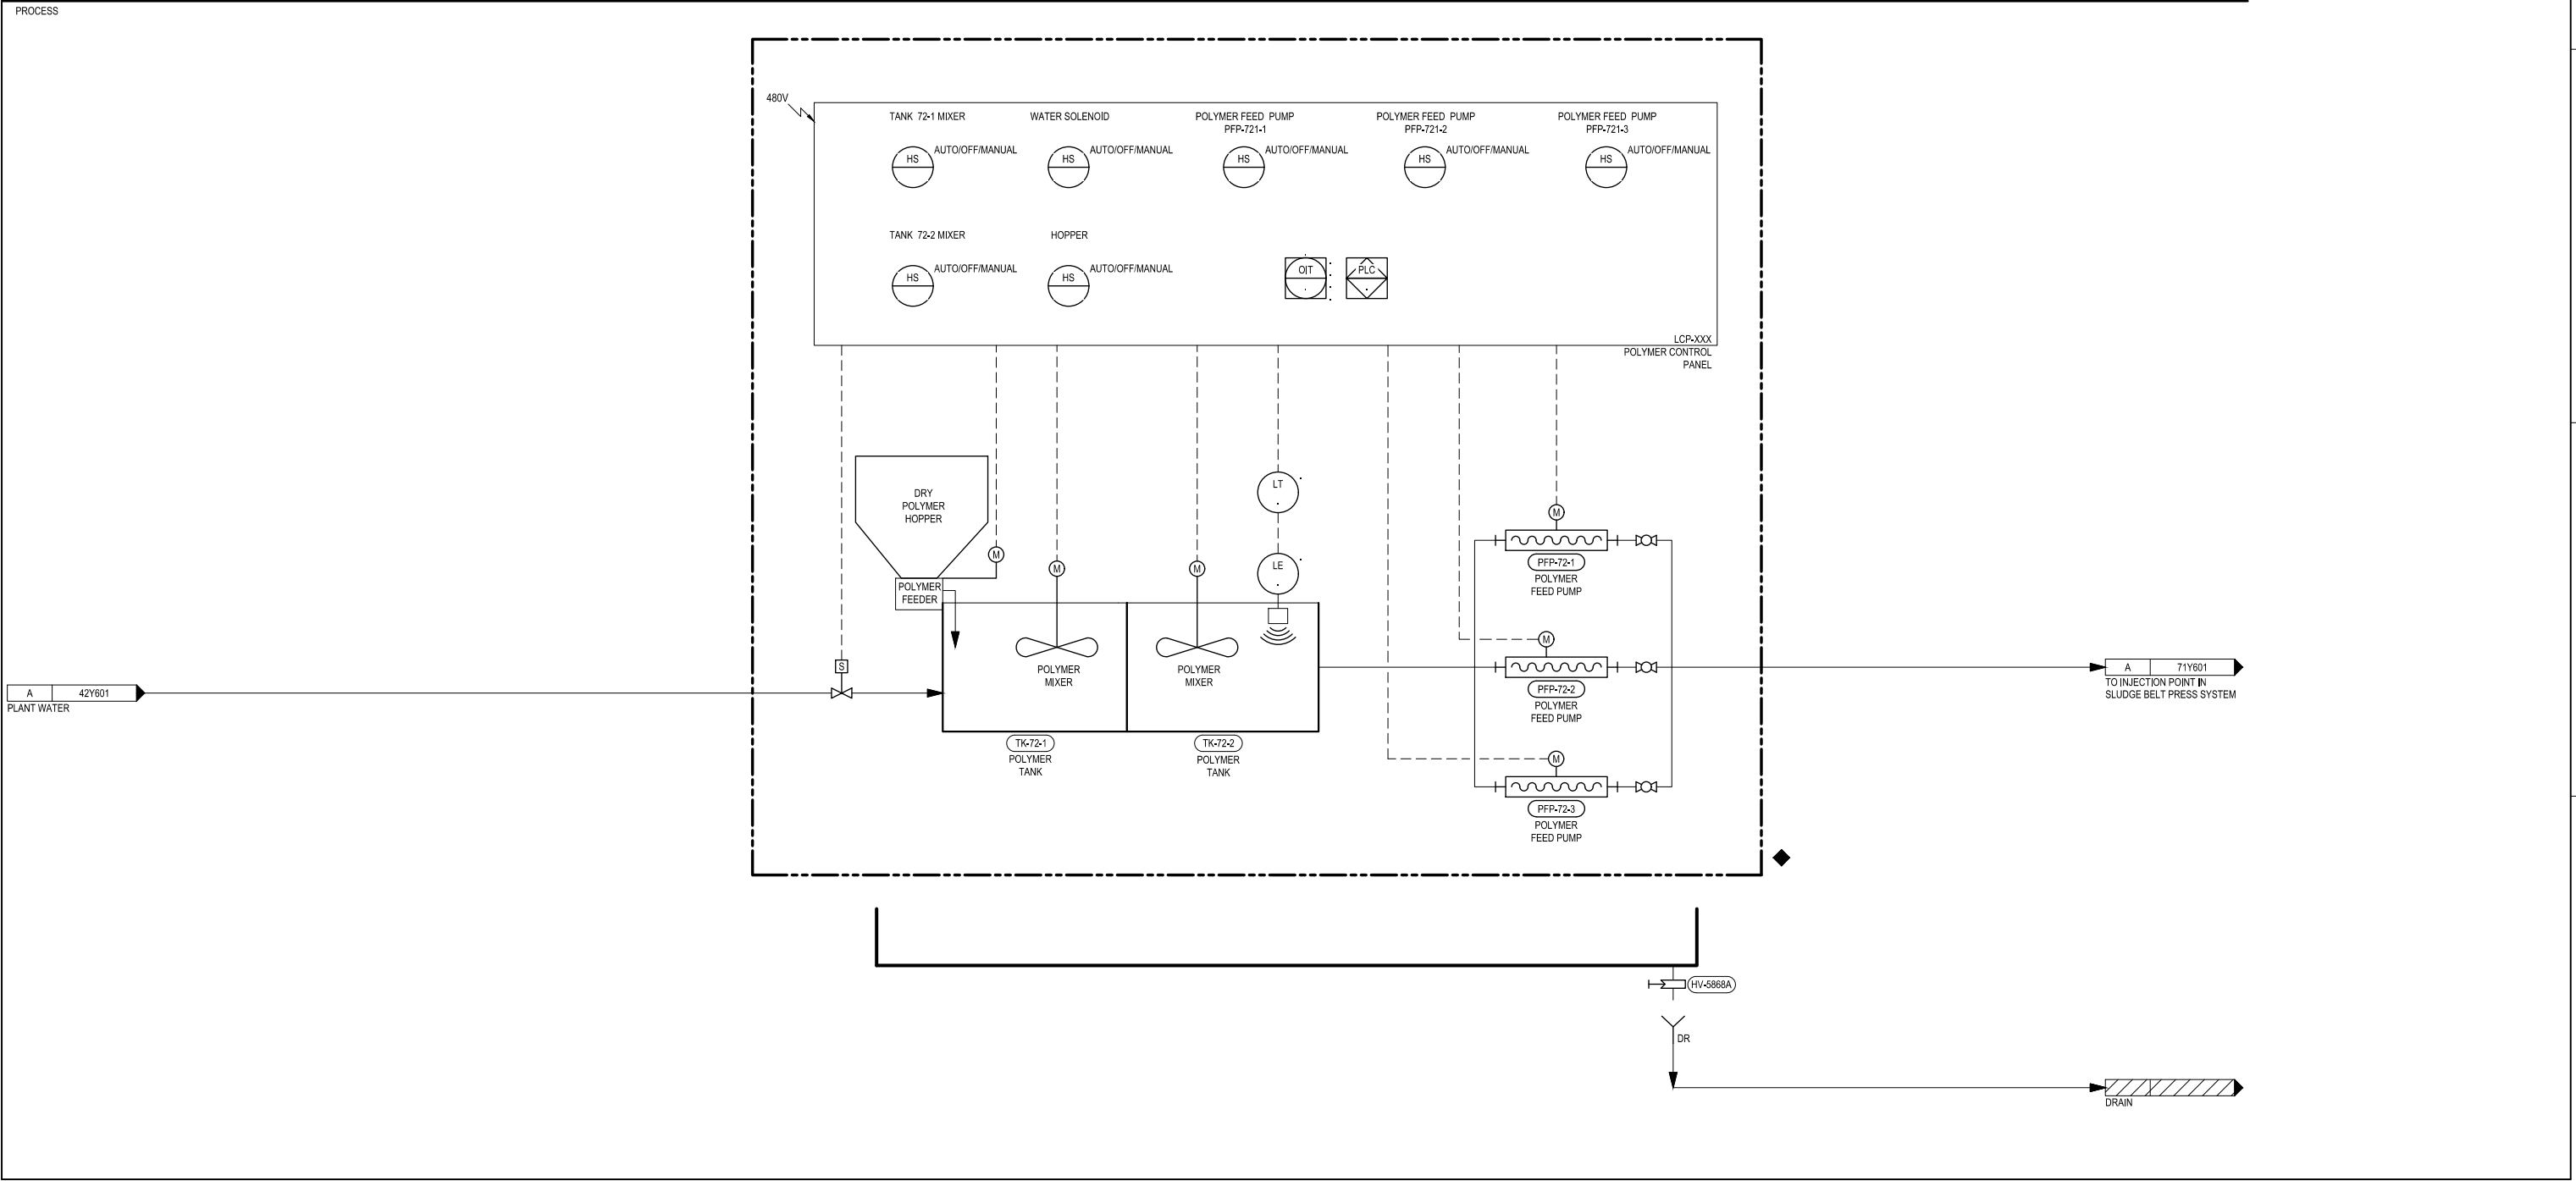 PROCESS
480V
TANK 72-1 MIXER
HS
AUTO/OFF/MANUAL
WATER SOLENOID
HS
AUTO/OFF/MANUAL
POLYMER FEED PUMP
PFP-721-1
HS
AUTO/OFF/MANUAL
POLYMER FEED PUMP
PFP-721-2
HS
AUTO/OFF/MANUAL
POLYMER FEED PUMP
PFP-721-3
HS
AUTO/OFF/MANUAL
TANK 72-2 MIXER
HS
AUTO/OFF/MANUAL
HOPPER
HS
AUTO/OFF/MANUAL
OIT
PLC
LCP-XXX
POLYMER CONTROL
PANEL
DRY
POLYMER
HOPPER
M
POLYMER
FEEDER
M
POLYMER
MIXER
M
POLYMER
MIXER
LT
LE
S
A 42Y601
PLANT WATER
TK-72-1
POLYMER
TANK
TK-72-2
POLYMER
TANK
M
PFP-72-1
POLYMER
FEED PUMP
M
PFP-72-2
POLYMER
FEED PUMP
M
PFP-72-3
POLYMER
FEED PUMP
A 71Y601
TO INJECTION POINT IN
SLUDGE BELT PRESS SYSTEM
HV-5868A
DR
DRAIN